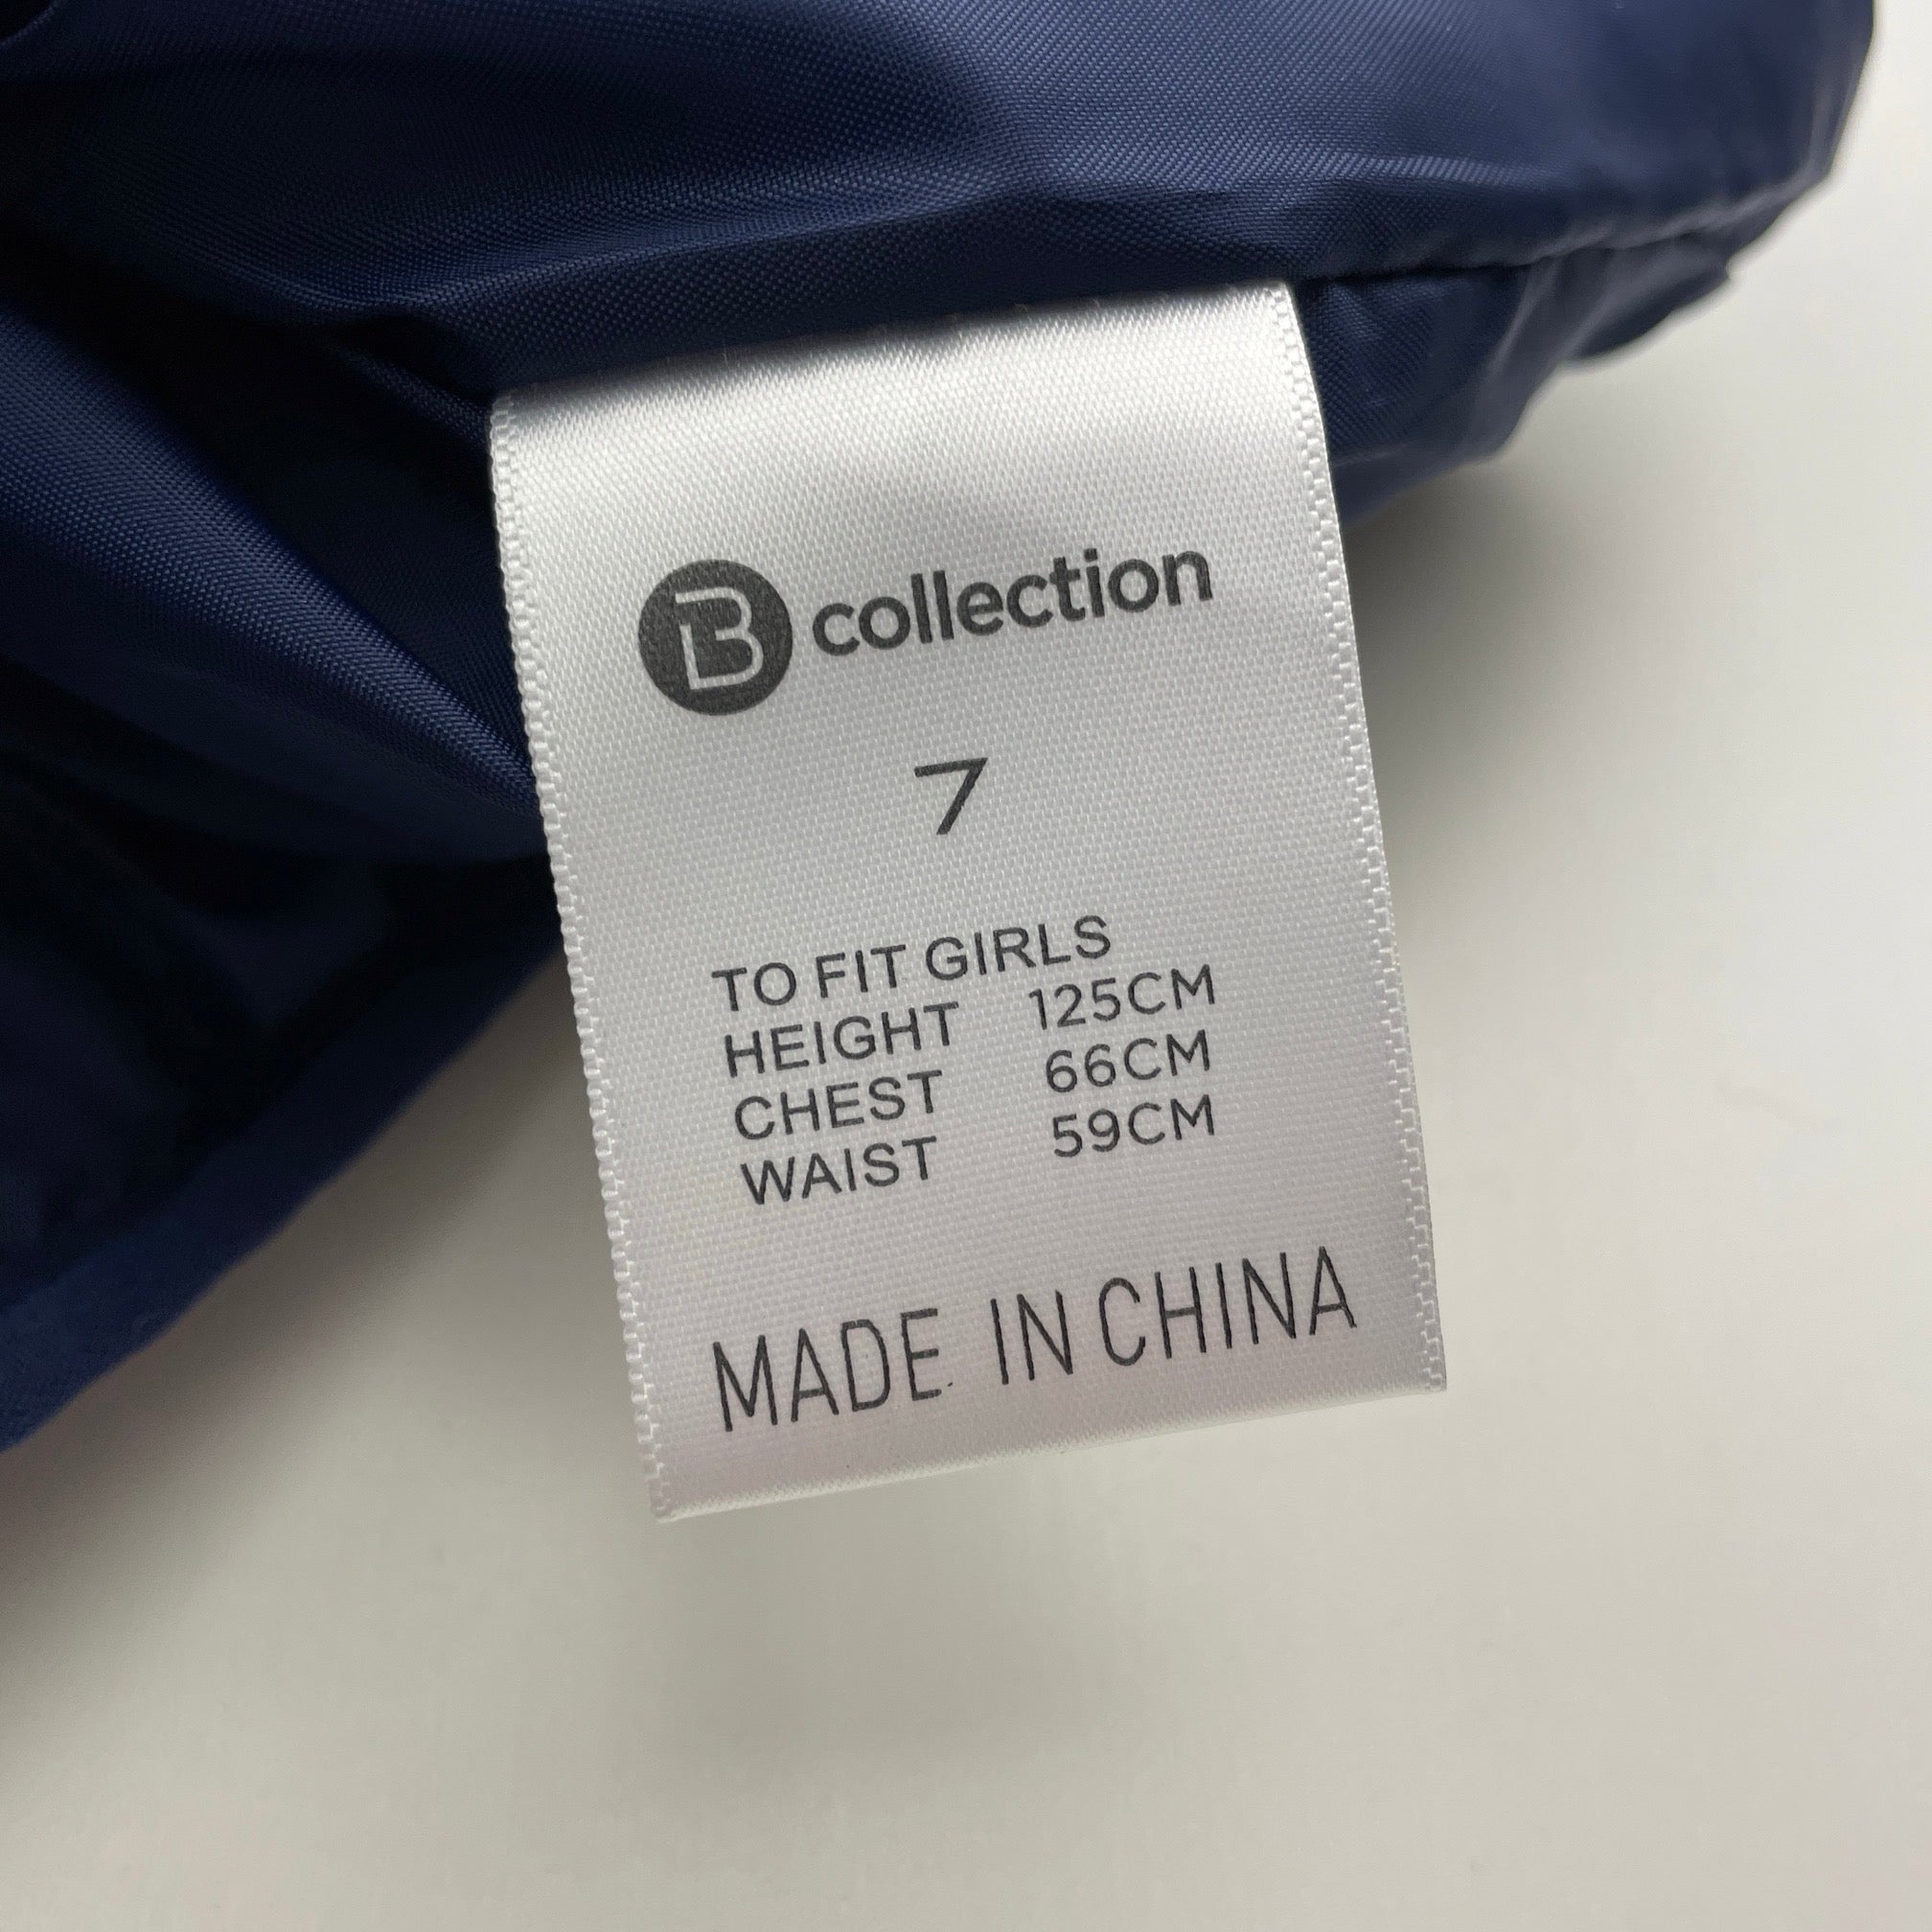 B collection
7
TO FIT GIRLS
HEIGHT 125CM
CHEST 66CM
WAIST 59CM
MADE IN CHINA